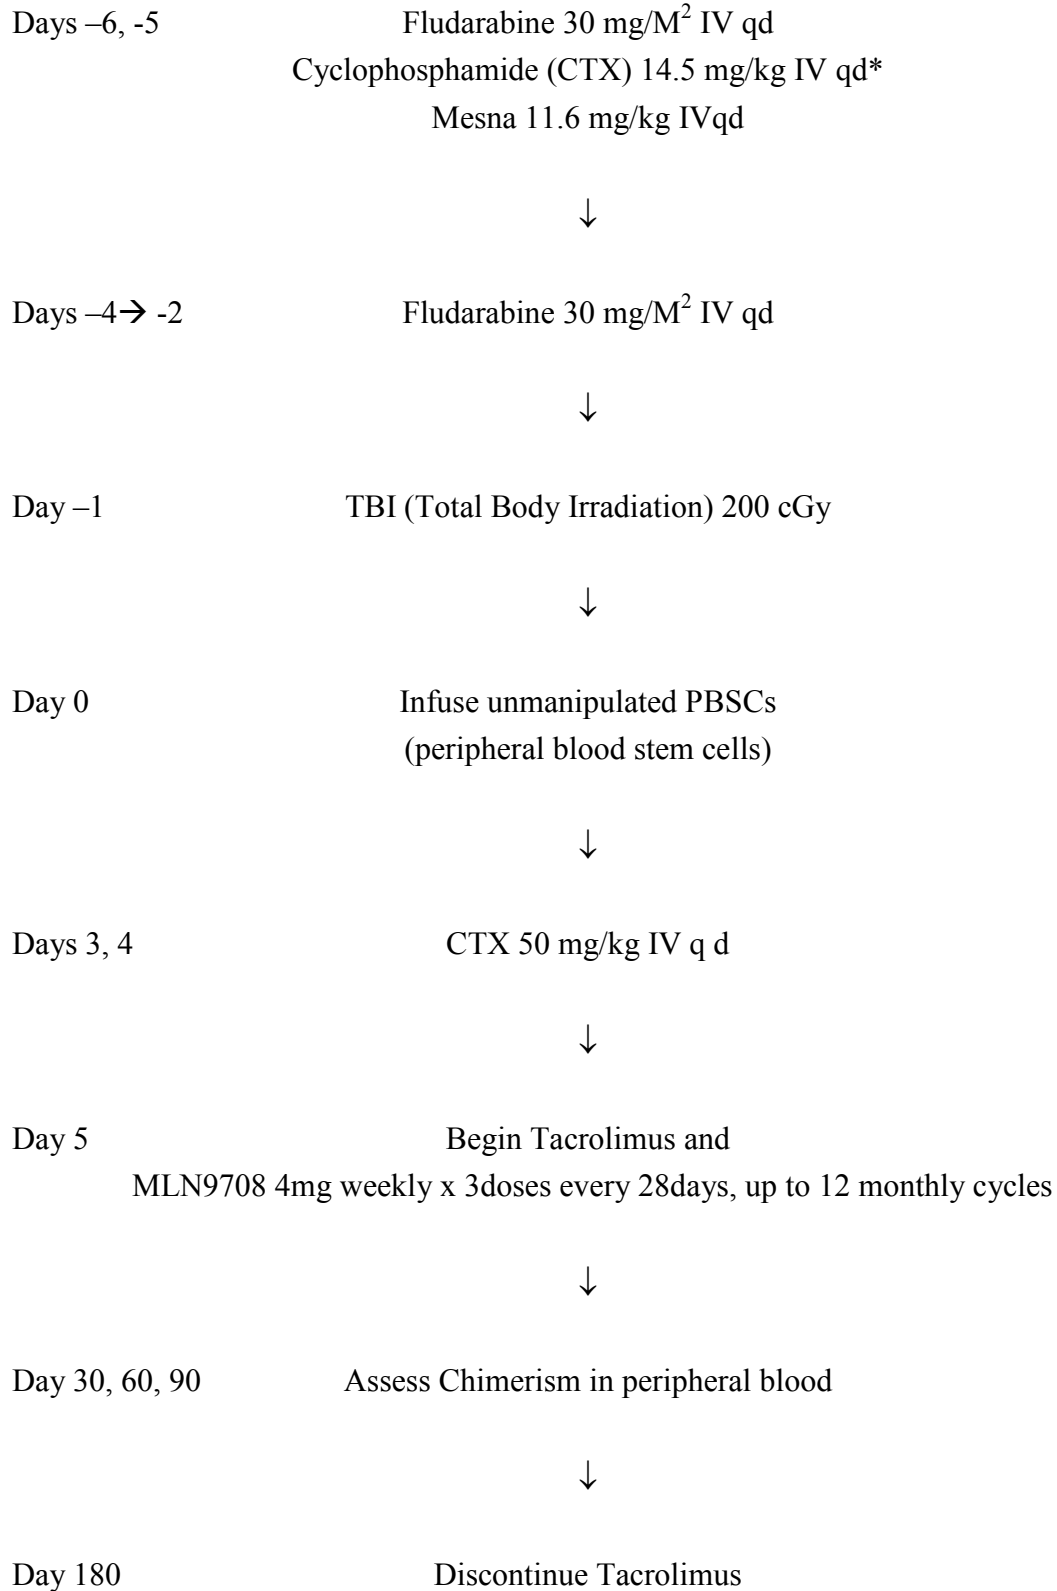 Days –6, -5 Fludarabine 30 mg/M² IV qd
Cyclophosphamide (CTX) 14.5 mg/kg IV qd*
Mesna 11.6 mg/kg IVqd
↓
Days –4→ -2 Fludarabine 30 mg/M² IV qd
↓
Day –1 TBI (Total Body Irradiation) 200 cGy
↓
Day 0 Infuse unmanipulated PBSCs
(peripheral blood stem cells)
↓
Days 3, 4 CTX 50 mg/kg IV q d
↓
Day 5 Begin Tacrolimus and
MLN9708 4mg weekly x 3doses every 28days, up to 12 monthly cycles
↓
Day 30, 60, 90 Assess Chimerism in peripheral blood
↓
Day 180 Discontinue Tacrolimus